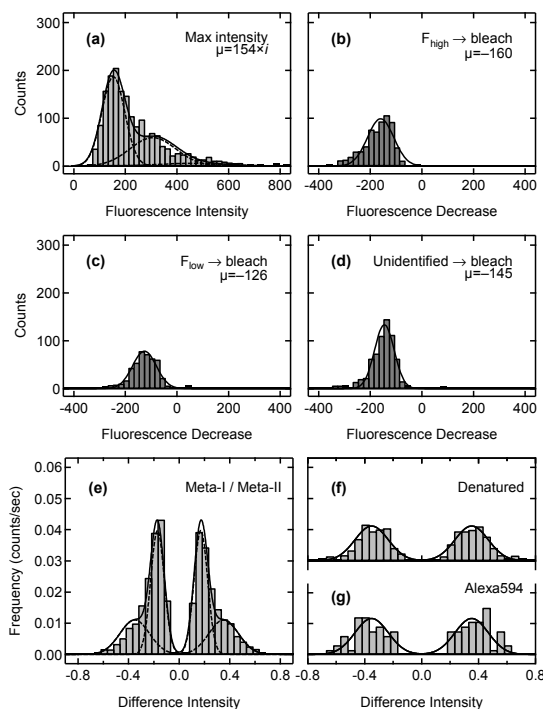 (a)
Max intensity
μ=154×i
300
200
100
0
Counts
0 200 400 600 800
Fluorescence Intensity
(b)
Fhigh → bleach
μ=−160
-400 -200 0 200 400
Fluorescence Decrease
(c)
Flow → bleach
μ=−126
300
200
100
0
Counts
-400 -200 0 200 400
Fluorescence Decrease
(d)
Unidentified → bleach
μ=−145
-400 -200 0 200 400
Fluorescence Decrease
(e)
Meta-I / Meta-II
0.06
0.05
0.04
0.03
0.02
0.01
0.00
Frequency (counts/sec)
-0.8 -0.4 0.0 0.4 0.8
Difference Intensity
(f)
Denatured
(g)
Alexa594
-0.8 -0.4 0.0 0.4 0.8
Difference Intensity